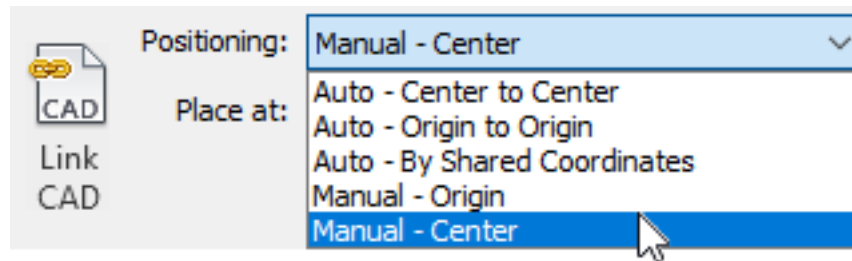 Positioning: Manual - Center
CAD
Link
CAD
Place at:
Auto - Center to Center
Auto - Origin to Origin
Auto - By Shared Coordinates
Manual - Origin
Manual - Center